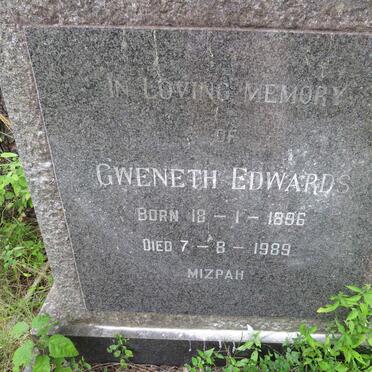 IN LOVING MEMORY
OF
GWENETH EDWARDS
BORN 18-1-1896
DIED 7-8-1989
MIZPAH